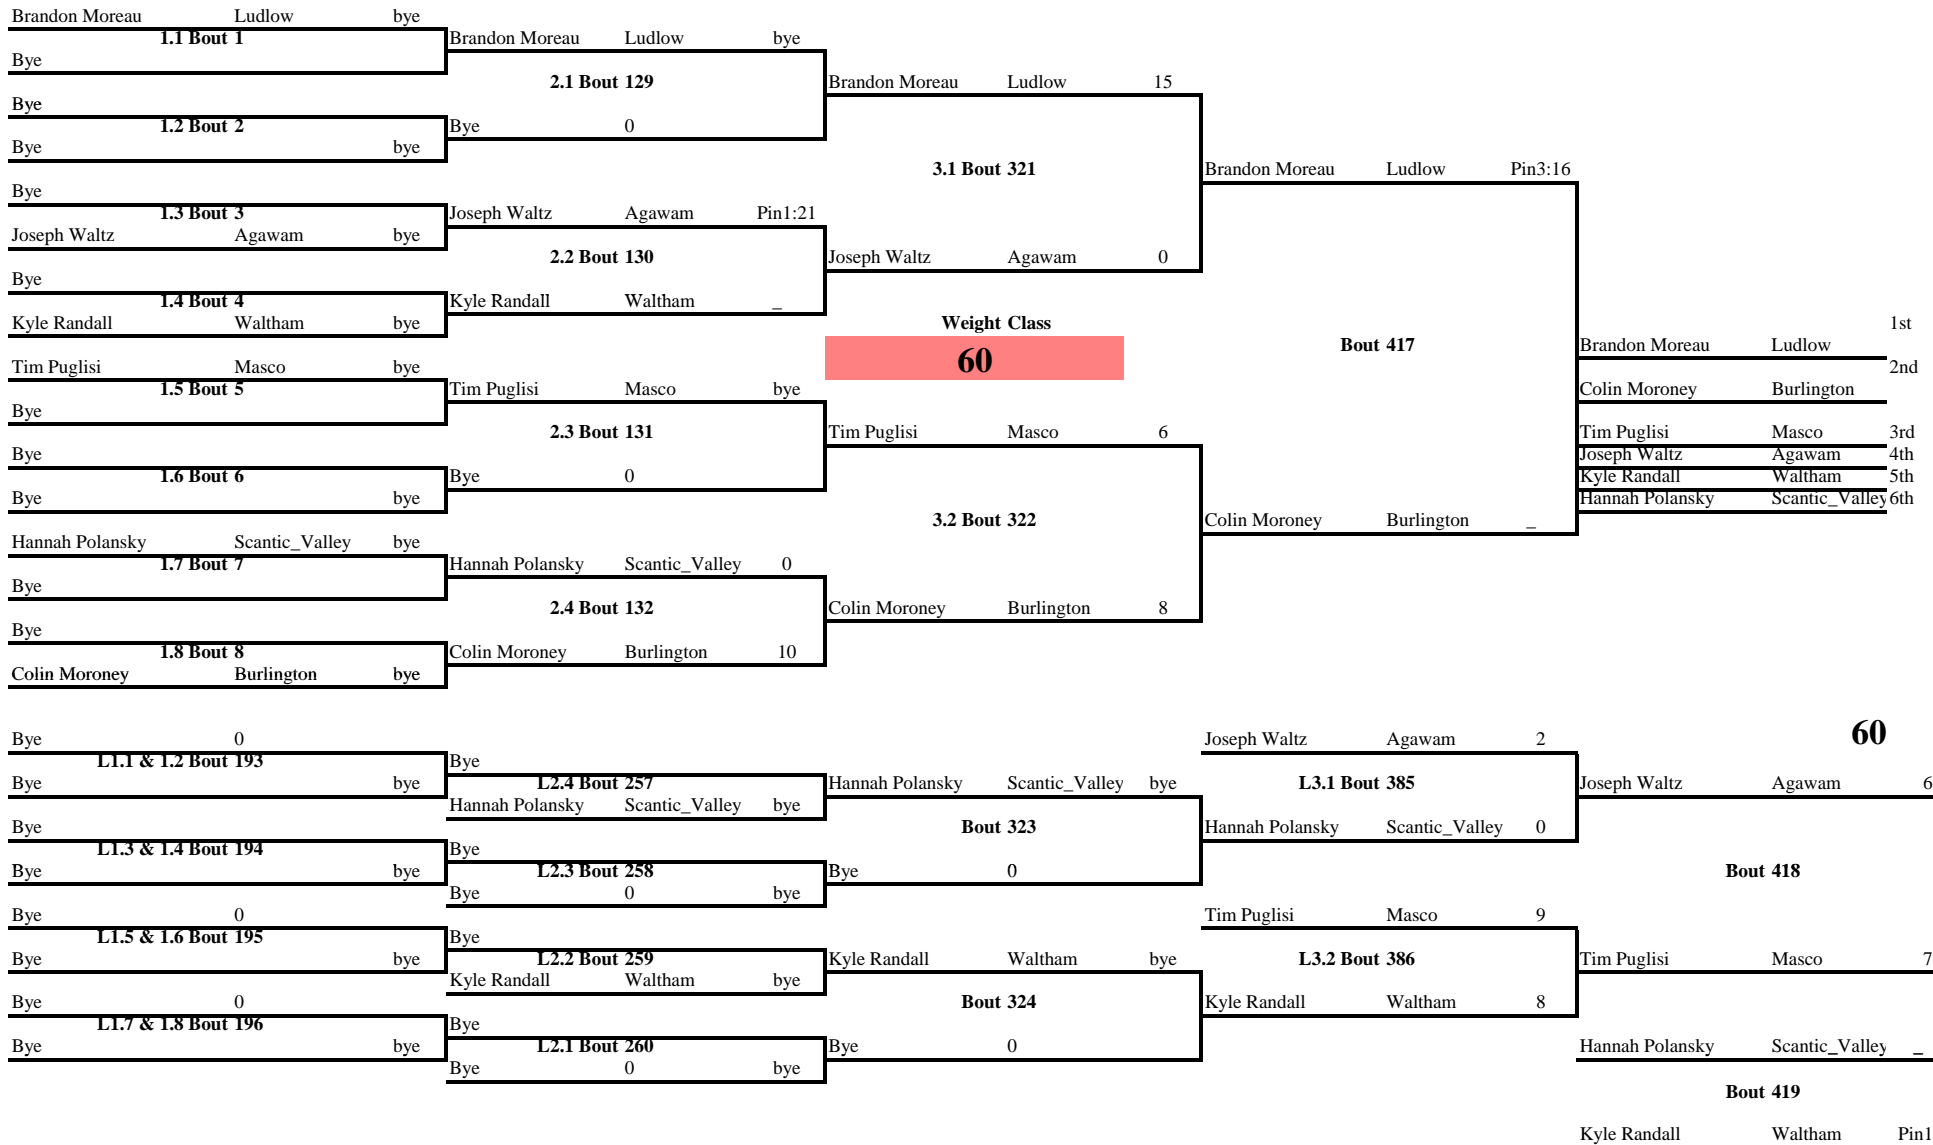 Brandon Moreau Ludlow bye
1.1 Bout 1 Brandon Moreau Ludlow bye
Bye
2.1 Bout 129 Brandon Moreau Ludlow 15
Bye
1.2 Bout 2 Bye 0
Bye bye
3.1 Bout 321 Brandon Moreau Ludlow Pin3:16
Bye
1.3 Bout 3 Joseph Waltz Agawam Pin1:21
Joseph Waltz Agawam bye
2.2 Bout 130 Joseph Waltz Agawam 0
Bye
1.4 Bout 4 Kyle Randall Waltham _
Kyle Randall Waltham bye Weight Class 1st
Bout 417 Brandon Moreau Ludlow
60
Tim Puglisi Masco bye 2nd
1.5 Bout 5 Tim Puglisi Masco bye Colin Moroney Burlington
Bye
2.3 Bout 131 Tim Puglisi Masco 6 Tim Puglisi Masco 3rd
Bye Joseph Waltz Agawam 4th
1.6 Bout 6 Bye 0 Kyle Randall Waltham 5th
Bye bye Hannah Polansky Scantic_Valley 6th
3.2 Bout 322 Colin Moroney Burlington _
Hannah Polansky Scantic_Valley bye
1.7 Bout 7 Hannah Polansky Scantic_Valley 0
Bye
2.4 Bout 132 Colin Moroney Burlington 8
Bye
1.8 Bout 8 Colin Moroney Burlington 10
Colin Moroney Burlington bye
60
Bye 0 Joseph Waltz Agawam 2
L1.1 & 1.2 Bout 193 Bye
Bye bye L2.4 Bout 257 Hannah Polansky Scantic_Valley bye L3.1 Bout 385 Joseph Waltz Agawam 6
Hannah Polansky Scantic_Valley bye
Bye Bout 323 Hannah Polansky Scantic_Valley 0
L1.3 & 1.4 Bout 194 Bye
Bye bye L2.3 Bout 258 Bye 0 Bout 418
Bye 0 bye
Bye 0 Tim Puglisi Masco 9
L1.5 & 1.6 Bout 195 Bye
Bye bye L2.2 Bout 259 Kyle Randall Waltham bye L3.2 Bout 386 Tim Puglisi Masco 7
Kyle Randall Waltham bye
Bye 0 Bout 324 Kyle Randall Waltham 8
L1.7 & 1.8 Bout 196 Bye
Bye bye L2.1 Bout 260 Bye 0 Hannah Polansky Scantic_Valley _
Bye 0 bye
Bout 419
Kyle Randall Waltham Pin1